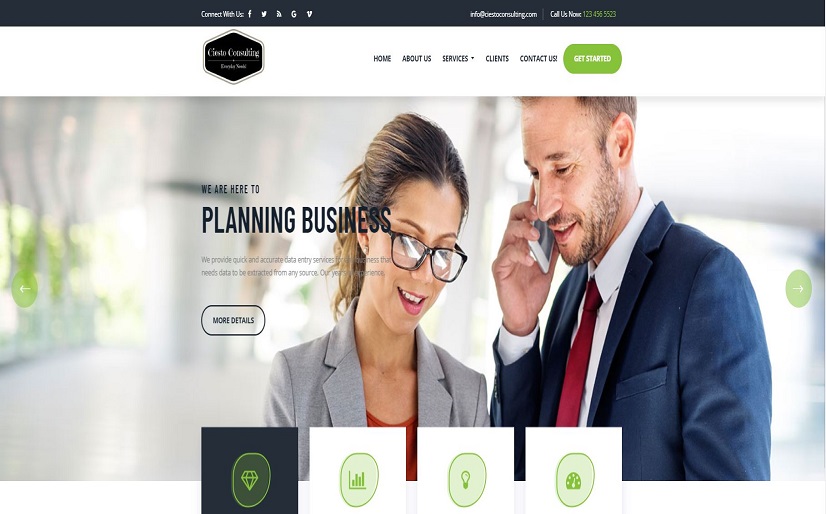 Connect With Us:
info@ciestoconsulting.com
Call Us Now: 123 456 5523
Ciesto Consulting
Everyday Needs!
HOME
ABOUT US
SERVICES
CLIENTS
CONTACT US!
GET STARTED
WE ARE HERE TO
PLANNING BUSINESS
We provide quick and accurate data entry services business that
needs data to be extracted from any source. Our years experience,
MORE DETAILS